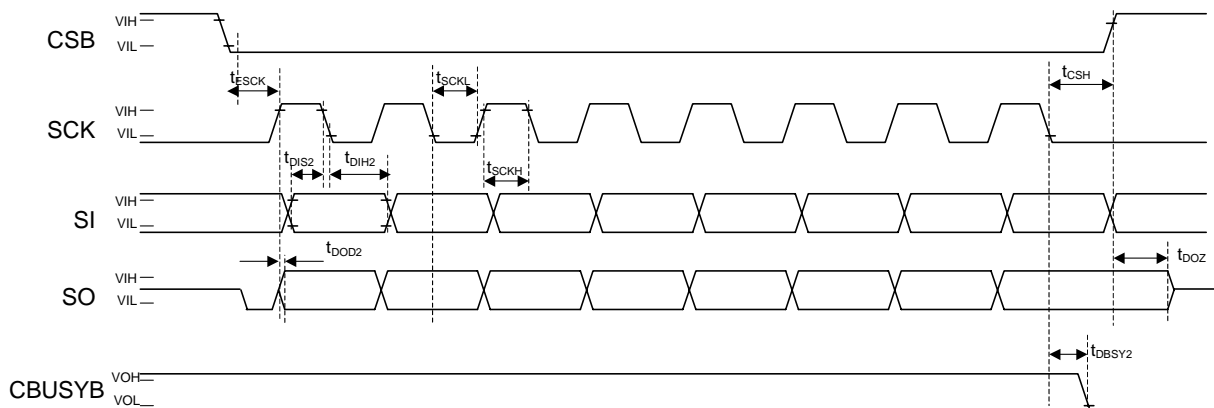 CSB
VIH
VIL
tESCK
tSCKL
tCSH
SCK
VIH
VIL
tDIS2
tDIH2
tSCKH
SI
VIH
VIL
tDOD2
tDOZ
SO
VIH
VIL
tDBSY2
CBUSYB
VOH
VOL